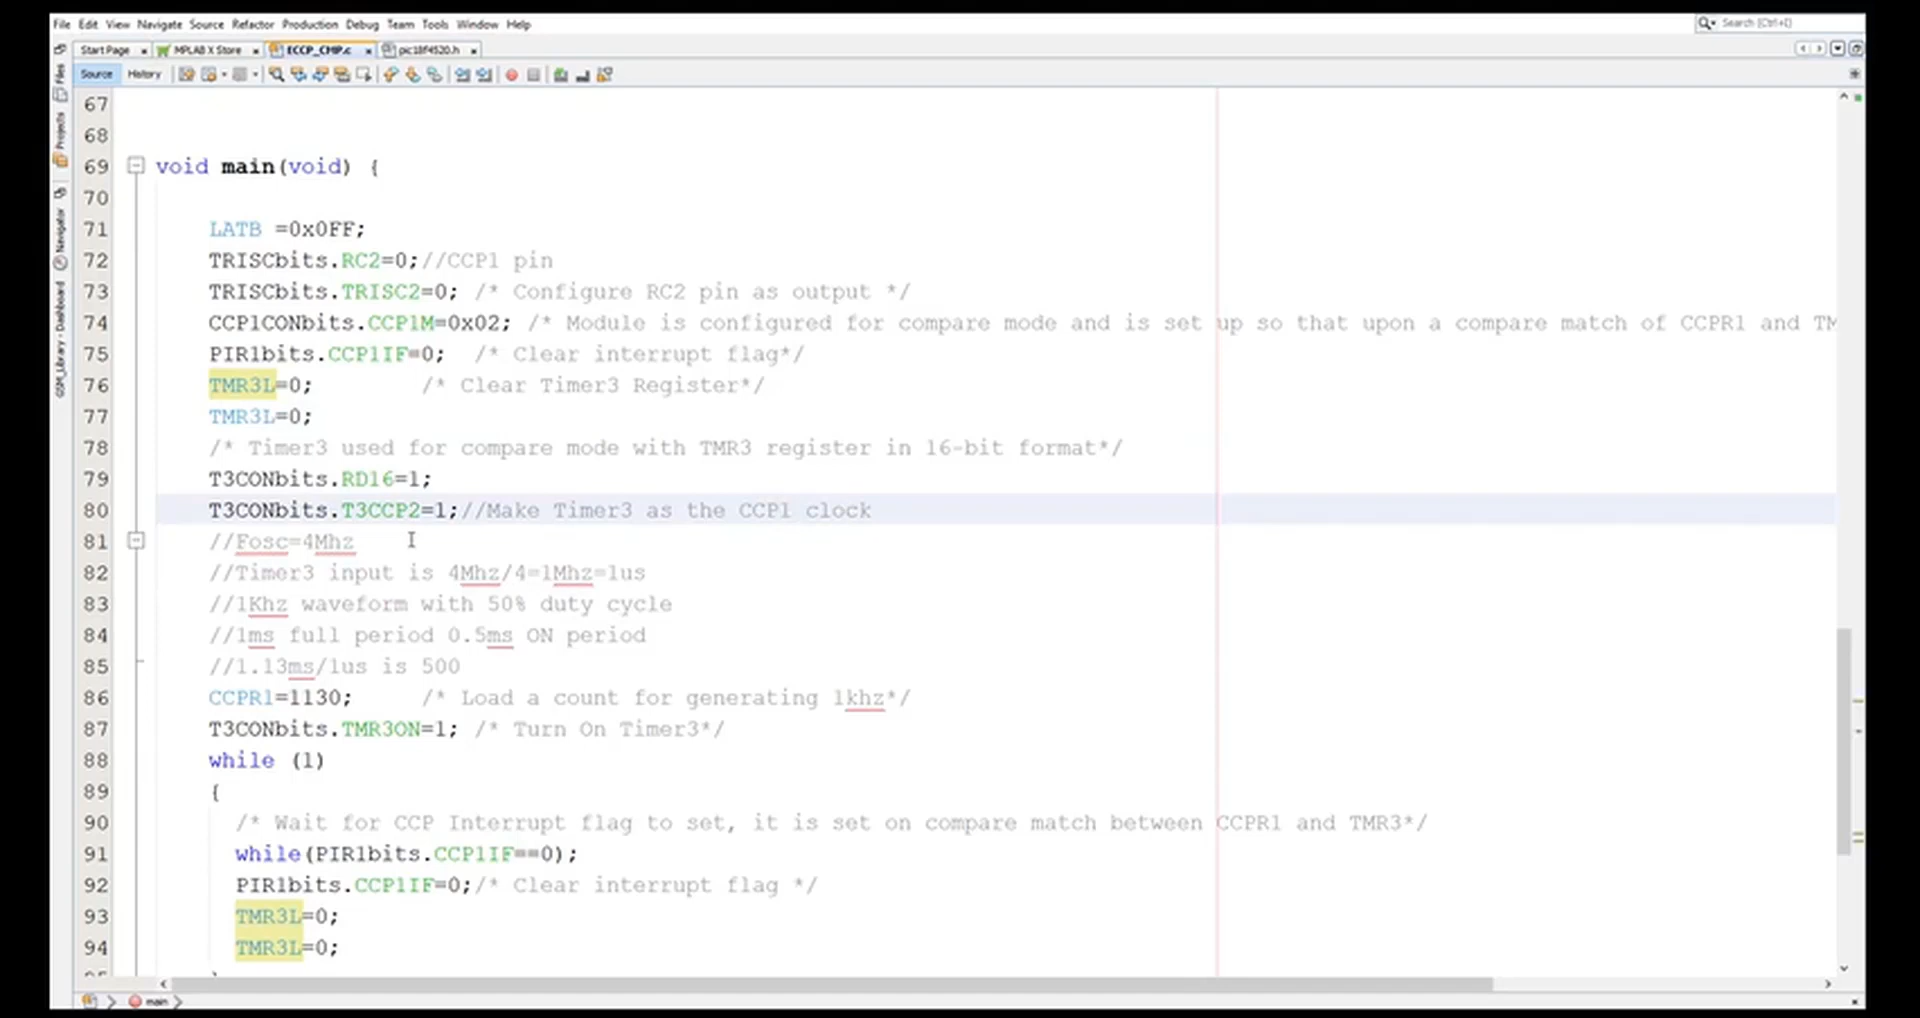 File Edit View Navigate Source Refactor Production Debug Team Tools Window Help
Search (Ctrl+I)
Start Page MPLAB X Store ECCP_CMP.c pic18f4520.h
Source History
Files
Projects
Navigator
GSM_Library - Dashboard
67
68
69 void main(void) {
70
71 LATB =0x0FF;
72 TRISCbits.RC2=0;//CCP1 pin
73 TRISCbits.TRISC2=0; /* Configure RC2 pin as output */
74 CCP1CONbits.CCP1M=0x02; /* Module is configured for compare mode and is set up so that upon a compare match of CCPR1 and TM
75 PIR1bits.CCP1IF=0; /* Clear interrupt flag*/
76 TMR3L=0; /* Clear Timer3 Register*/
77 TMR3L=0;
78 /* Timer3 used for compare mode with TMR3 register in 16-bit format*/
79 T3CONbits.RD16=1;
80 T3CONbits.T3CCP2=1;//Make Timer3 as the CCP1 clock
81 //Fosc=4Mhz
82 //Timer3 input is 4Mhz/4=1Mhz=1us
83 //1Khz waveform with 50% duty cycle
84 //1ms full period 0.5ms ON period
85 //1.13ms/1us is 500
86 CCPR1=1130; /* Load a count for generating 1khz*/
87 T3CONbits.TMR3ON=1; /* Turn On Timer3*/
88 while (1)
89 {
90 /* Wait for CCP Interrupt flag to set, it is set on compare match between CCPR1 and TMR3*/
91 while(PIR1bits.CCP1IF==0);
92 PIR1bits.CCP1IF=0;/* Clear interrupt flag */
93 TMR3L=0;
94 TMR3L=0;
main